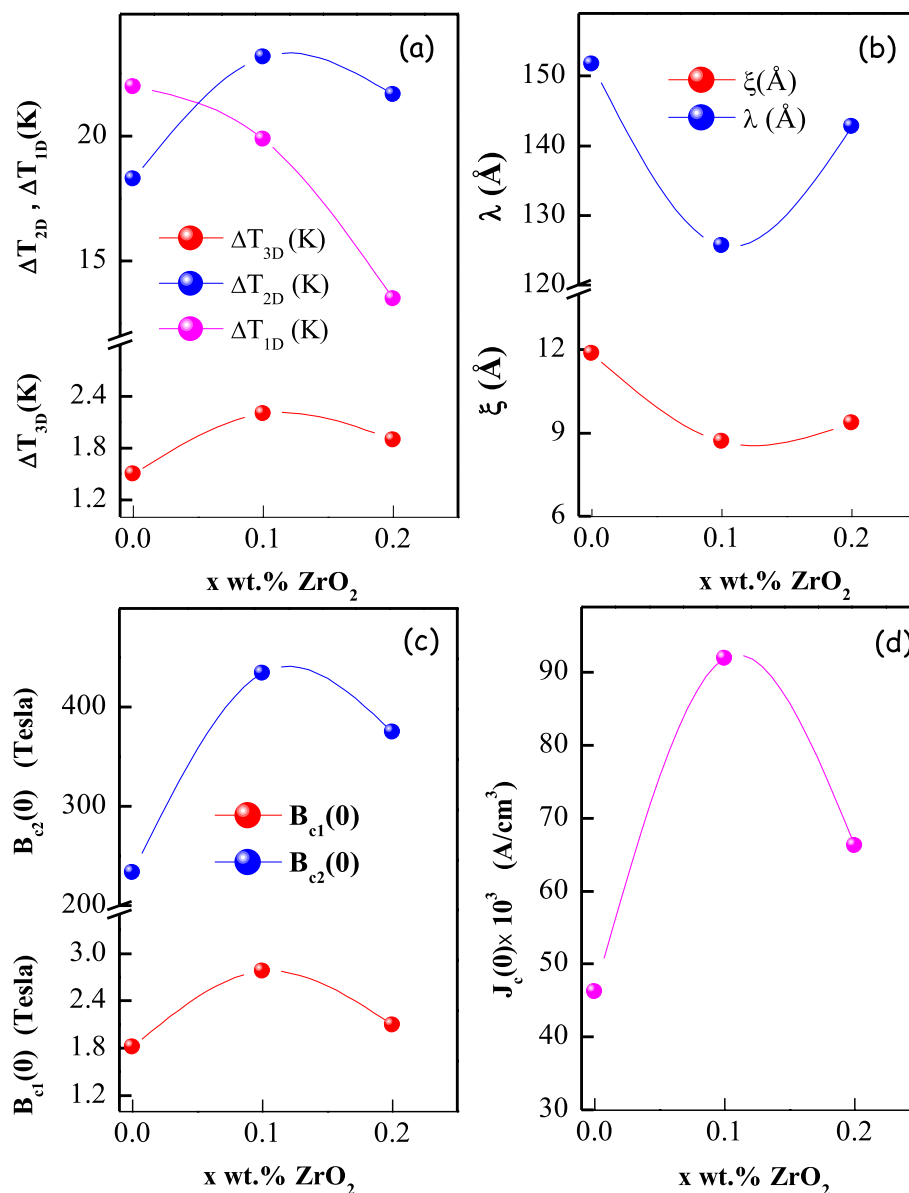 (a)
ΔT2D , ΔT1D(K)
20
15
ΔT3D (K)
ΔT2D (K)
ΔT1D (K)
ΔT3D(K)
2.4
1.8
1.2
0.0 0.1 0.2
x wt.% ZrO2
(b)
ξ(Å)
λ (Å)
λ (Å)
150
140
130
120
ξ (Å)
12
9
6
0.0 0.1 0.2
x wt.% ZrO2
(c)
Bc2(0) (Tesla)
400
300
200
Bc1(0)
Bc2(0)
Bc1(0) (Tesla)
3.0
2.4
1.8
1.2
0.0 0.1 0.2
x wt.% ZrO2
(d)
Jc(0)×10³ (A/cm³)
90
80
70
60
50
40
30
0.0 0.1 0.2
x wt.% ZrO2